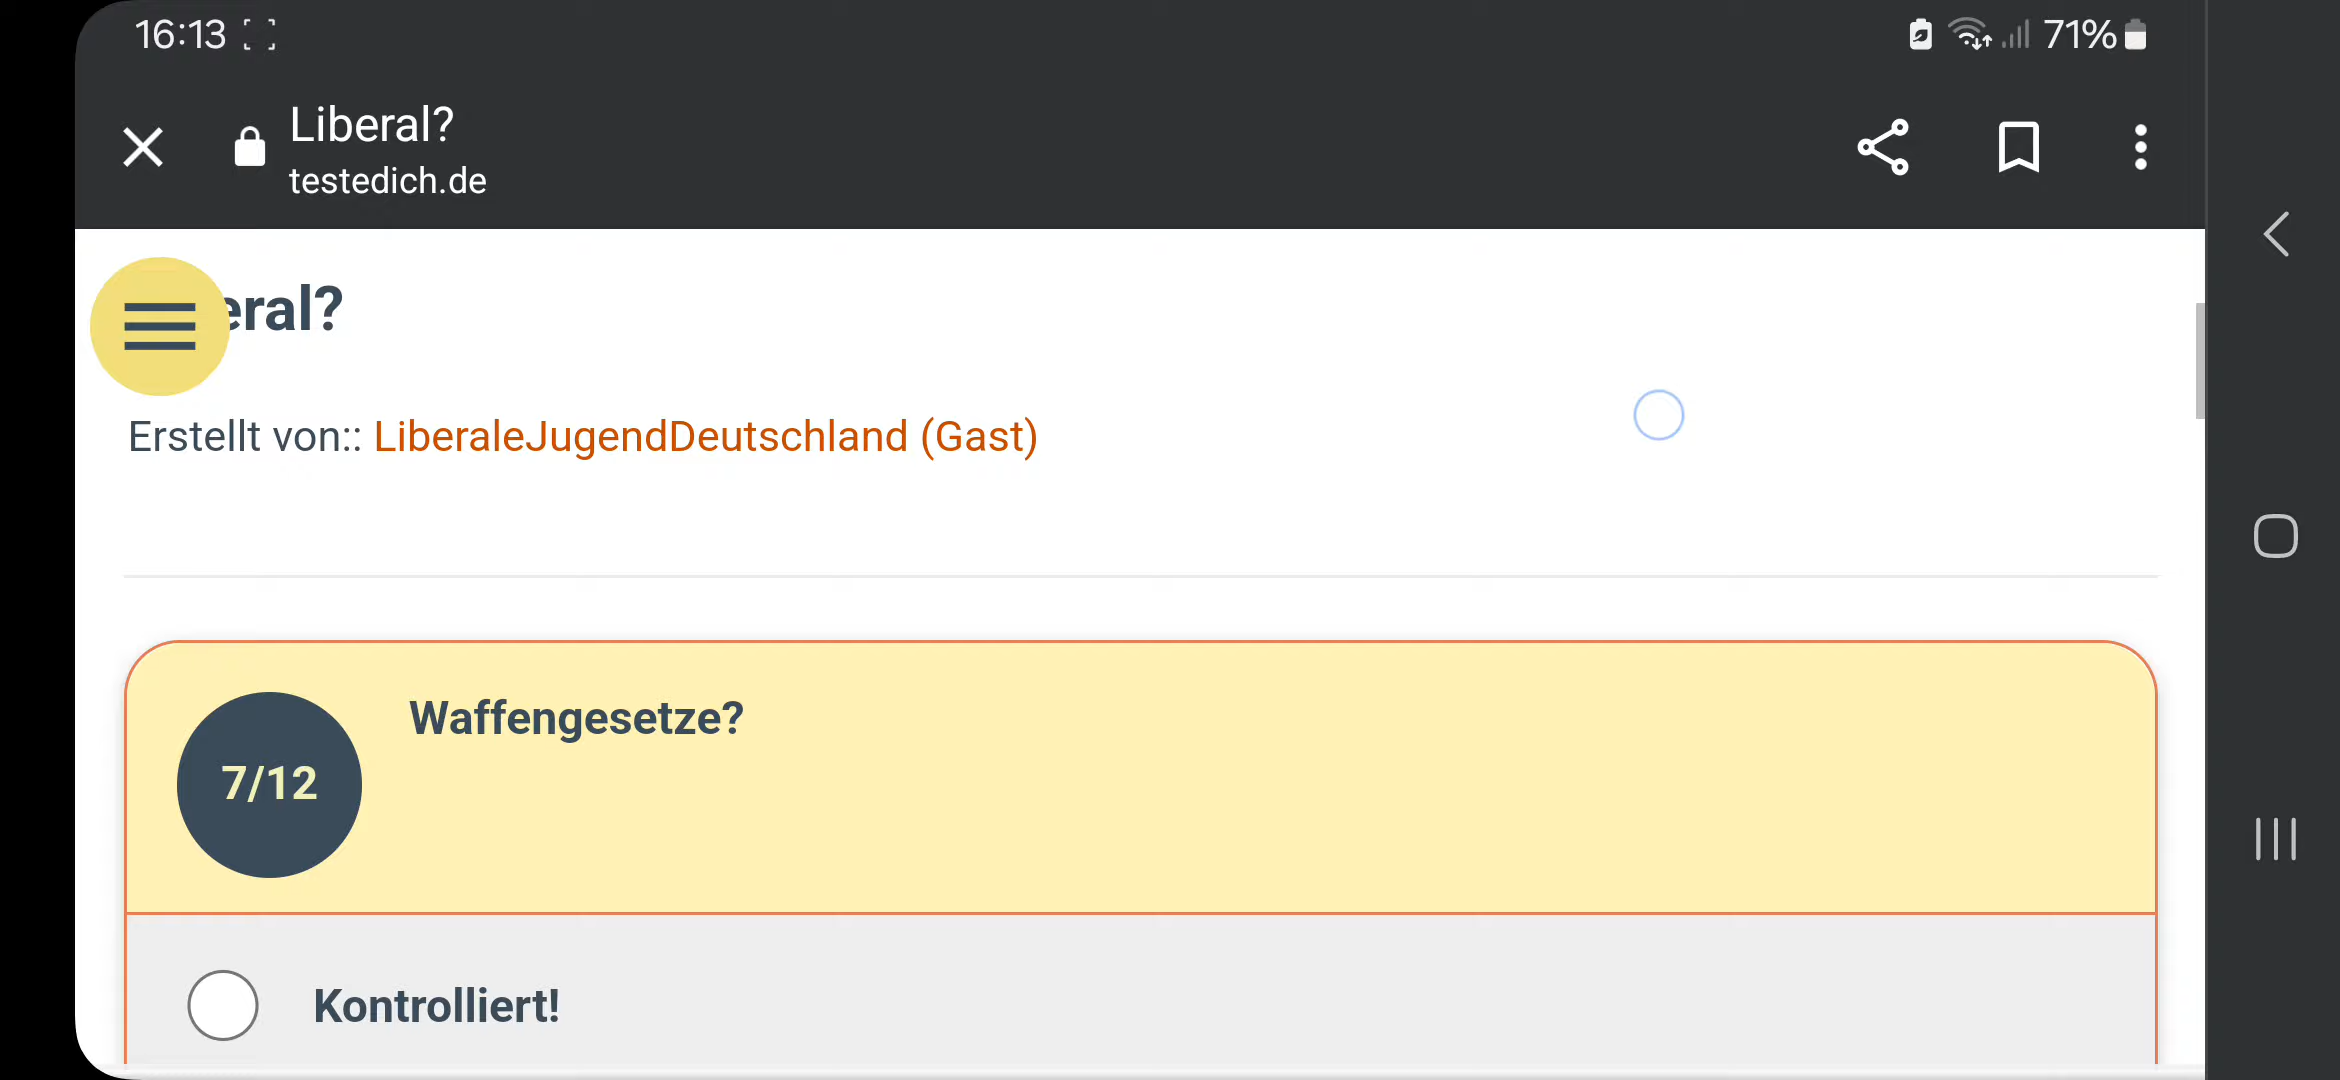 16:13
71%
Liberal?
testedich.de
eral?
Erstellt von:: LiberaleJugendDeutschland (Gast)
Waffengesetze?
7/12
Kontrolliert!